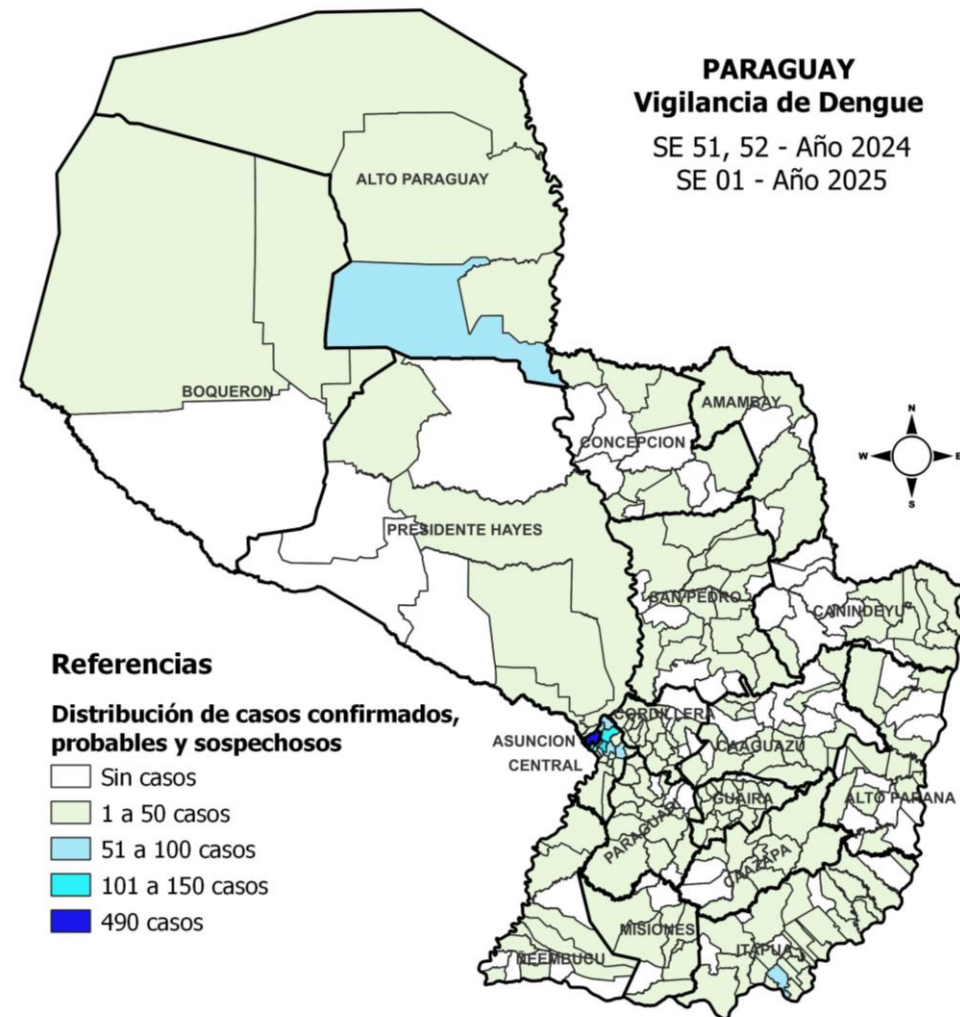 PARAGUAY
Vigilancia de Dengue
SE 51, 52 - Año 2024
SE 01 - Año 2025
ALTO PARAGUAY
BOQUERON
AMAMBAY
CONCEPCION
N
W
E
S
PRESIDENTE HAYES
SAN PEDRO
CANINDEYU
CORDILLERA
ASUNCION
CENTRAL
CAAGUAZU
GUAIRA
ALTO PARANA
PARAGUARI
CAAZAPA
MISIONES
ITAPUA
ÑEEMBUCU
Referencias
Distribución de casos confirmados,
probables y sospechosos
Sin casos
1 a 50 casos
51 a 100 casos
101 a 150 casos
490 casos